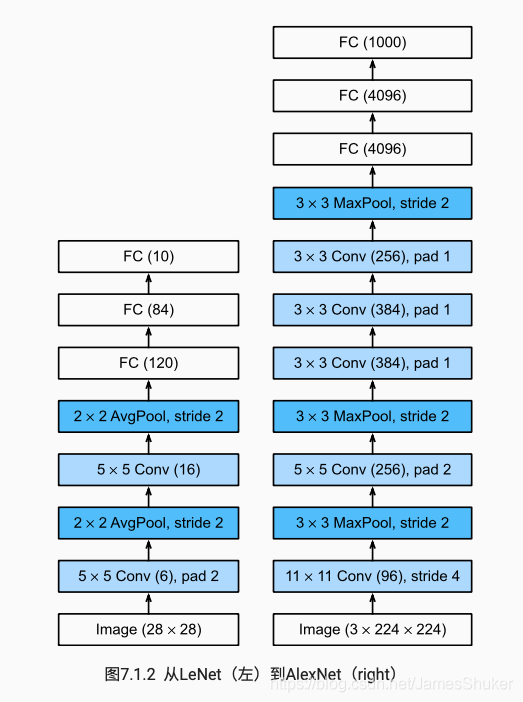 FC (10)
FC (84)
FC (120)
2 × 2 AvgPool, stride 2
5 × 5 Conv (16)
2 × 2 AvgPool, stride 2
5 × 5 Conv (6), pad 2
Image (28 × 28)
FC (1000)
FC (4096)
FC (4096)
3 × 3 MaxPool, stride 2
3 × 3 Conv (256), pad 1
3 × 3 Conv (384), pad 1
3 × 3 Conv (384), pad 1
3 × 3 MaxPool, stride 2
5 × 5 Conv (256), pad 2
3 × 3 MaxPool, stride 2
11 × 11 Conv (96), stride 4
Image (3 × 224 × 224)
图7.1.2 从LeNet（左）到AlexNet（right）
https://blog.csdn.net/JamesShuker